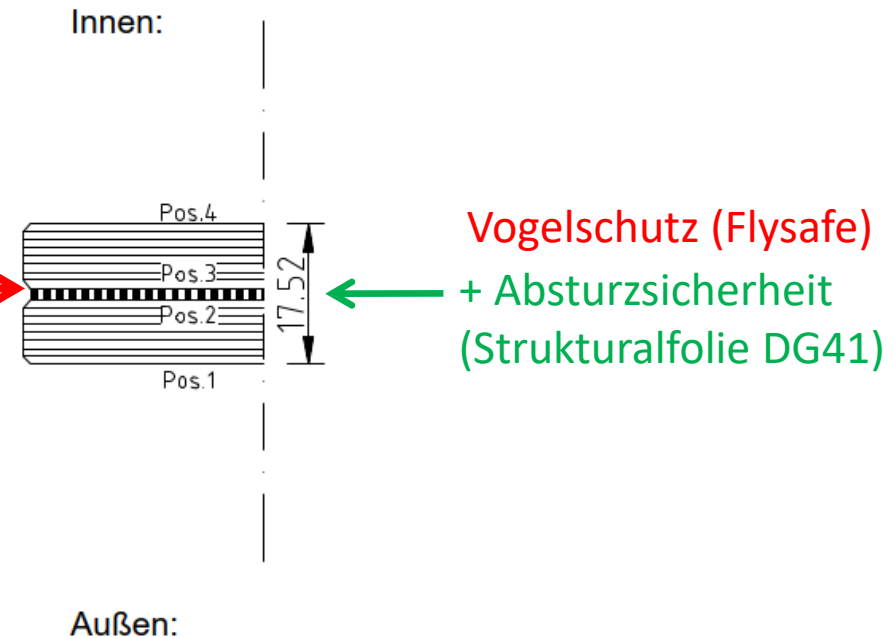 Innen:
Pos.4
Pos.3
Pos.2
Pos.1
17.52
Vogelschutz (Flysafe)
+ Absturzsicherheit
(Strukturalfolie DG41)
Außen: